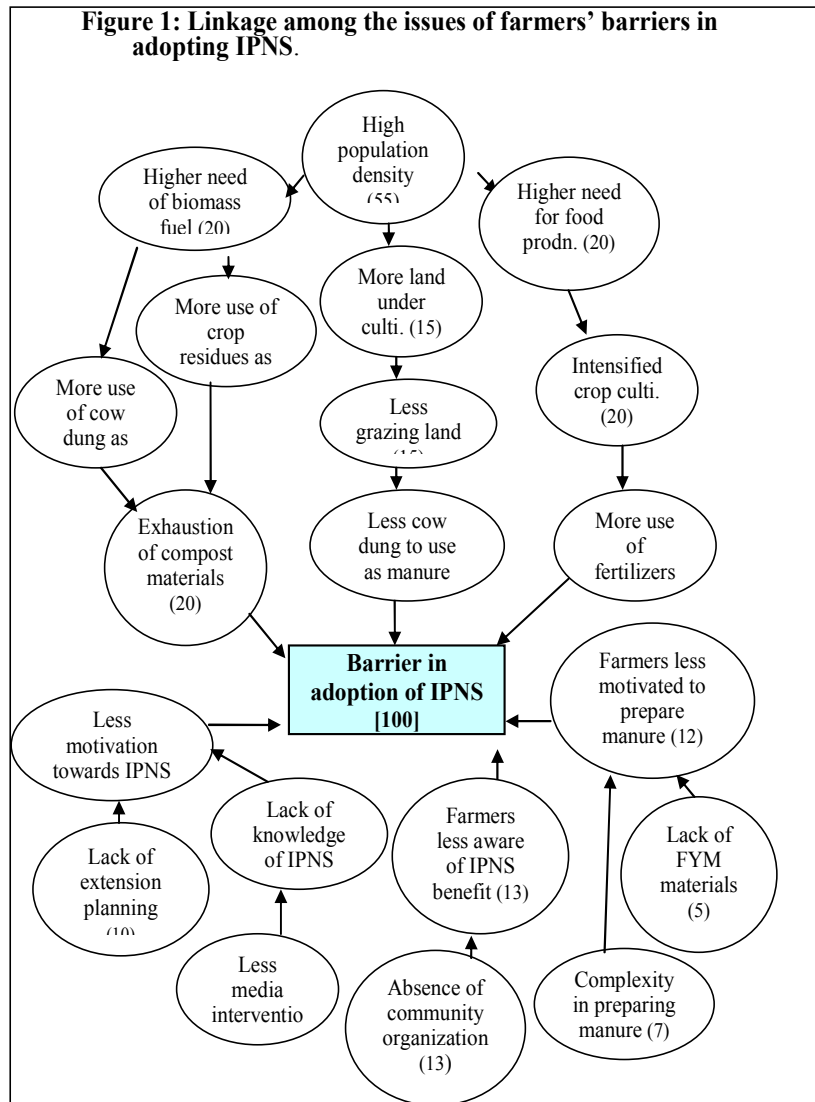 Figure 1: Linkage among the issues of farmers' barriers in
adopting IPNS.
High
population
density
(55)
Higher need
of biomass
fuel (20)
Higher need
for food
prodn. (20)
More land
under
culti. (15)
More use of
crop
residues as
Intensified
crop culti.
(20)
More use
of cow
dung as
Less
grazing land
(15)
Exhaustion
of compost
materials
(20)
Less cow
dung to use
as manure
More use
of
fertilizers
Barrier in
adoption of IPNS
[100]
Farmers
less
motivated to
prepare
manure (12)
Less
motivation
towards IPNS
Lack of
knowledge
of IPNS
Farmers
less aware
of IPNS
benefit (13)
Lack of
FYM
materials
(5)
Lack of
extension
planning
(10)
Less
media
interventio
Absence of
community
organization
(13)
Complexity
in preparing
manure (7)